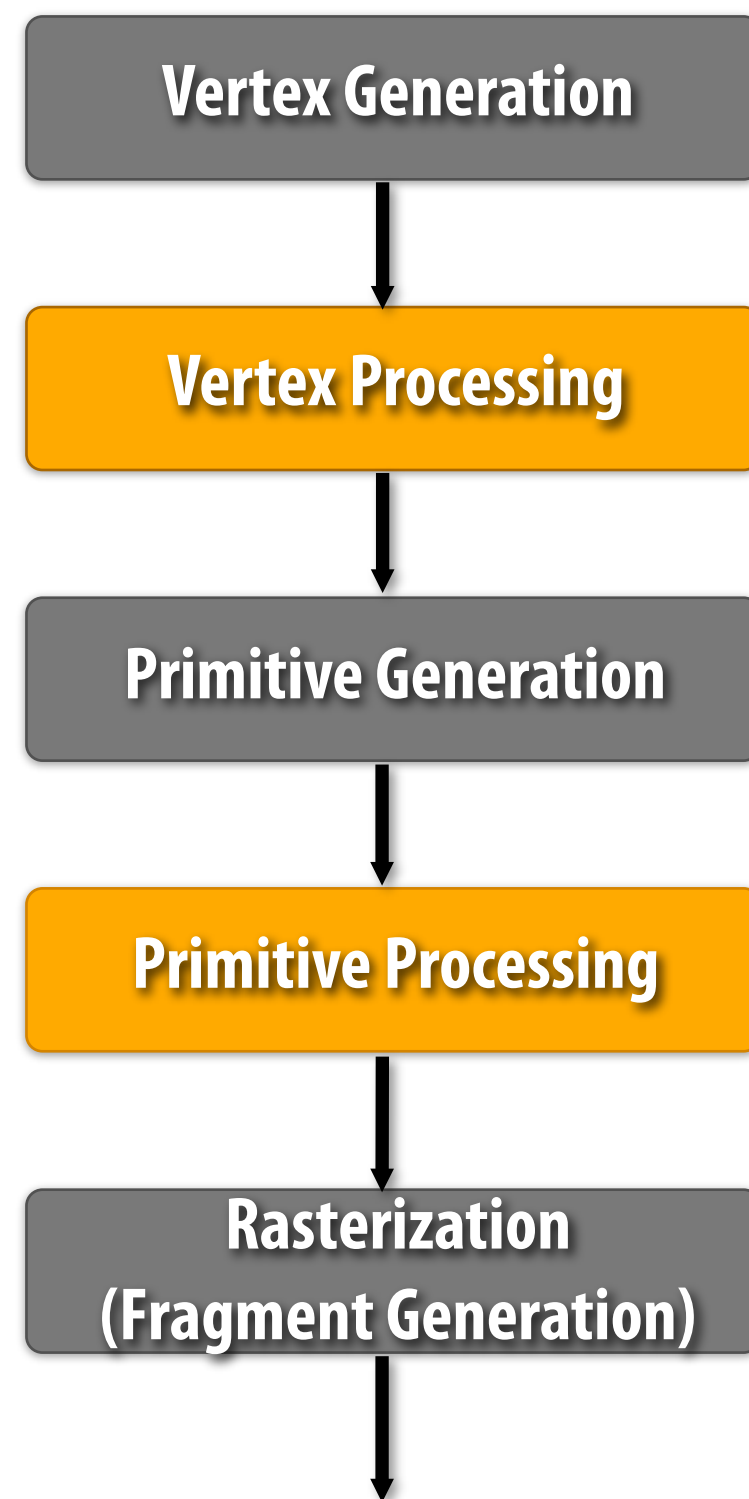 Vertex Generation
Vertex Processing
Primitive Generation
Primitive Processing
Rasterization
(Fragment Generation)